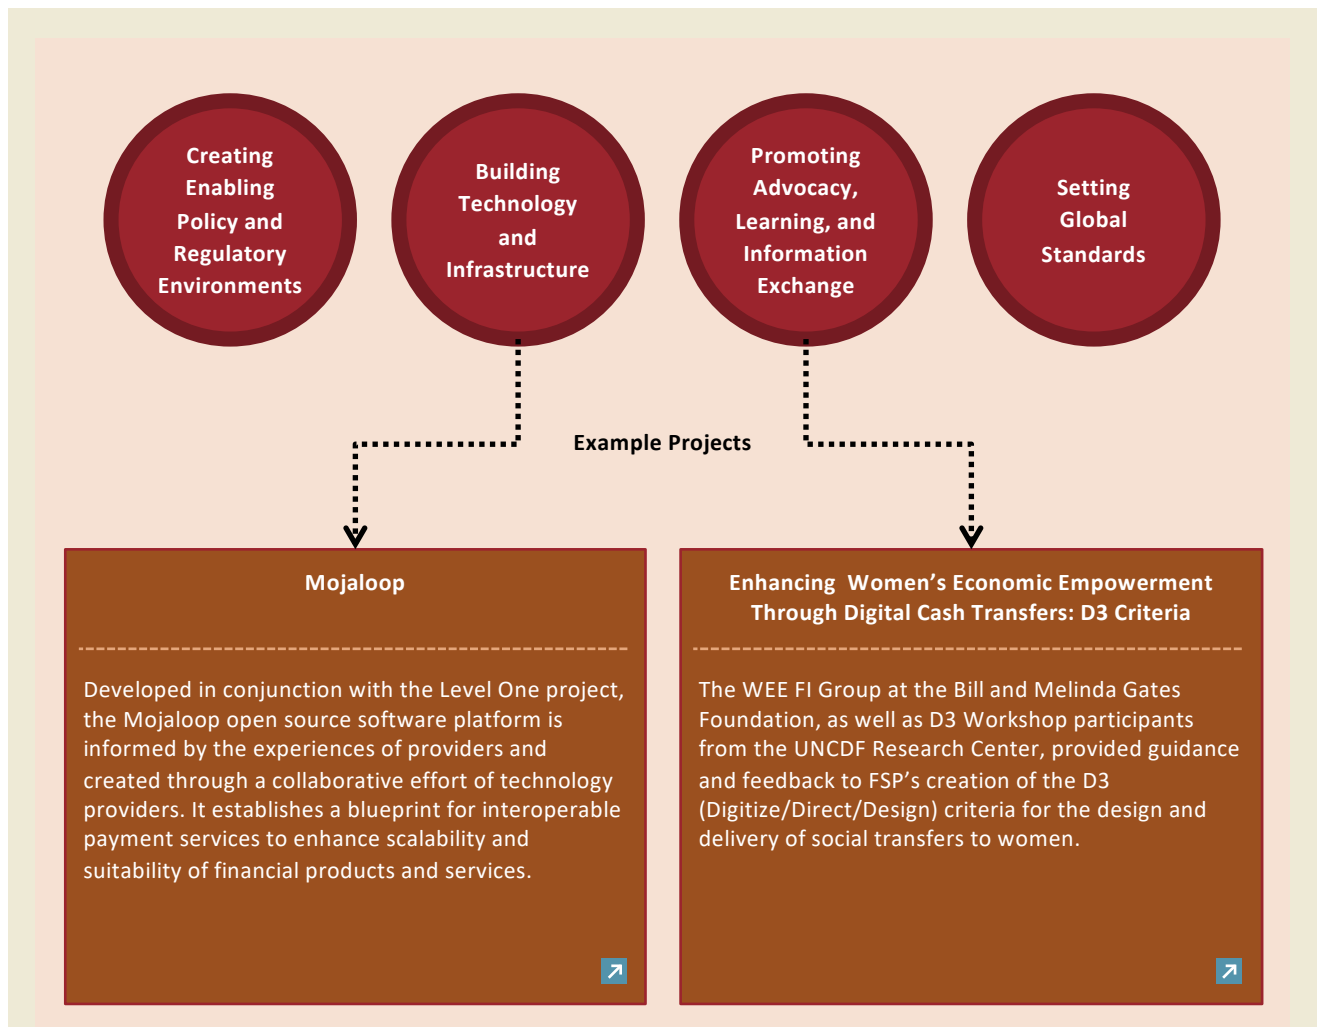 Creating
Enabling
Policy and
Regulatory
Environments
Building
Technology
and
Infrastructure
Promoting
Advocacy,
Learning, and
Information
Exchange
Setting
Global
Standards
Example Projects
Mojaloop
Developed in conjunction with the Level One project,
the Mojaloop open source software platform is
informed by the experiences of providers and
created through a collaborative effort of technology
providers. It establishes a blueprint for interoperable
payment services to enhance scalability and
suitability of financial products and services.
Enhancing Women’s Economic Empowerment
Through Digital Cash Transfers: D3 Criteria
The WEE FI Group at the Bill and Melinda Gates
Foundation, as well as D3 Workshop participants
from the UNCDF Research Center, provided guidance
and feedback to FSP’s creation of the D3
(Digitize/Direct/Design) criteria for the design and
delivery of social transfers to women.